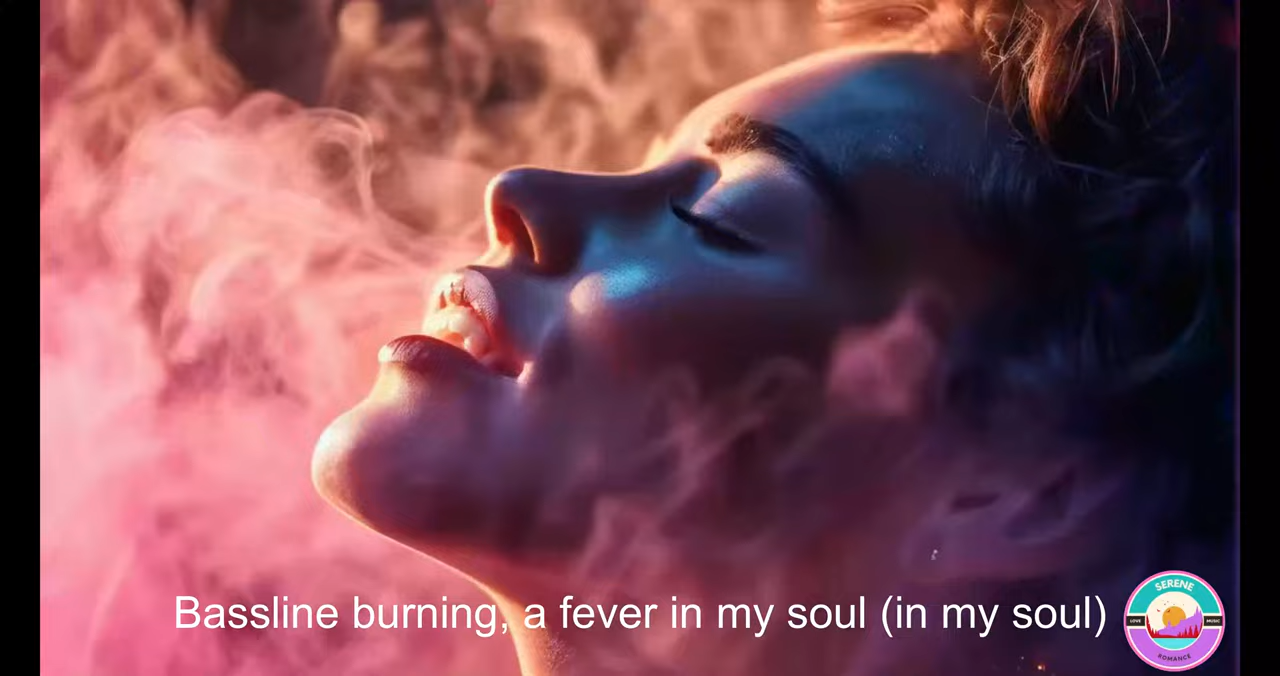 Bassline burning, a fever in my soul (in my soul)
SERENE
LOVE
MUSIC
ROMANCE